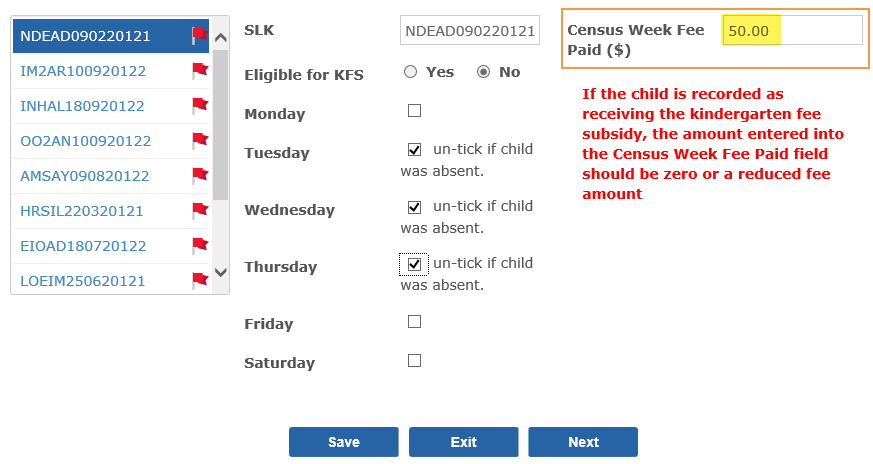 NDEAD090220121
IM2AR100920122
INHAL180920122
OO2AN100920122
AMSAY090820122
HRSIL220320121
EIOAD180720122
LOEIM250620121
SLK
NDEAD090220121
Eligible for KFS
Yes
No
Monday
Tuesday
un-tick if child
was absent.
Wednesday
un-tick if child
was absent.
Thursday
un-tick if child
was absent.
Friday
Saturday
Census Week Fee
Paid ($)
50.00
If the child is recorded as
receiving the kindergarten fee
subsidy, the amount entered into
the Census Week Fee Paid field
should be zero or a reduced fee
amount
Save
Exit
Next